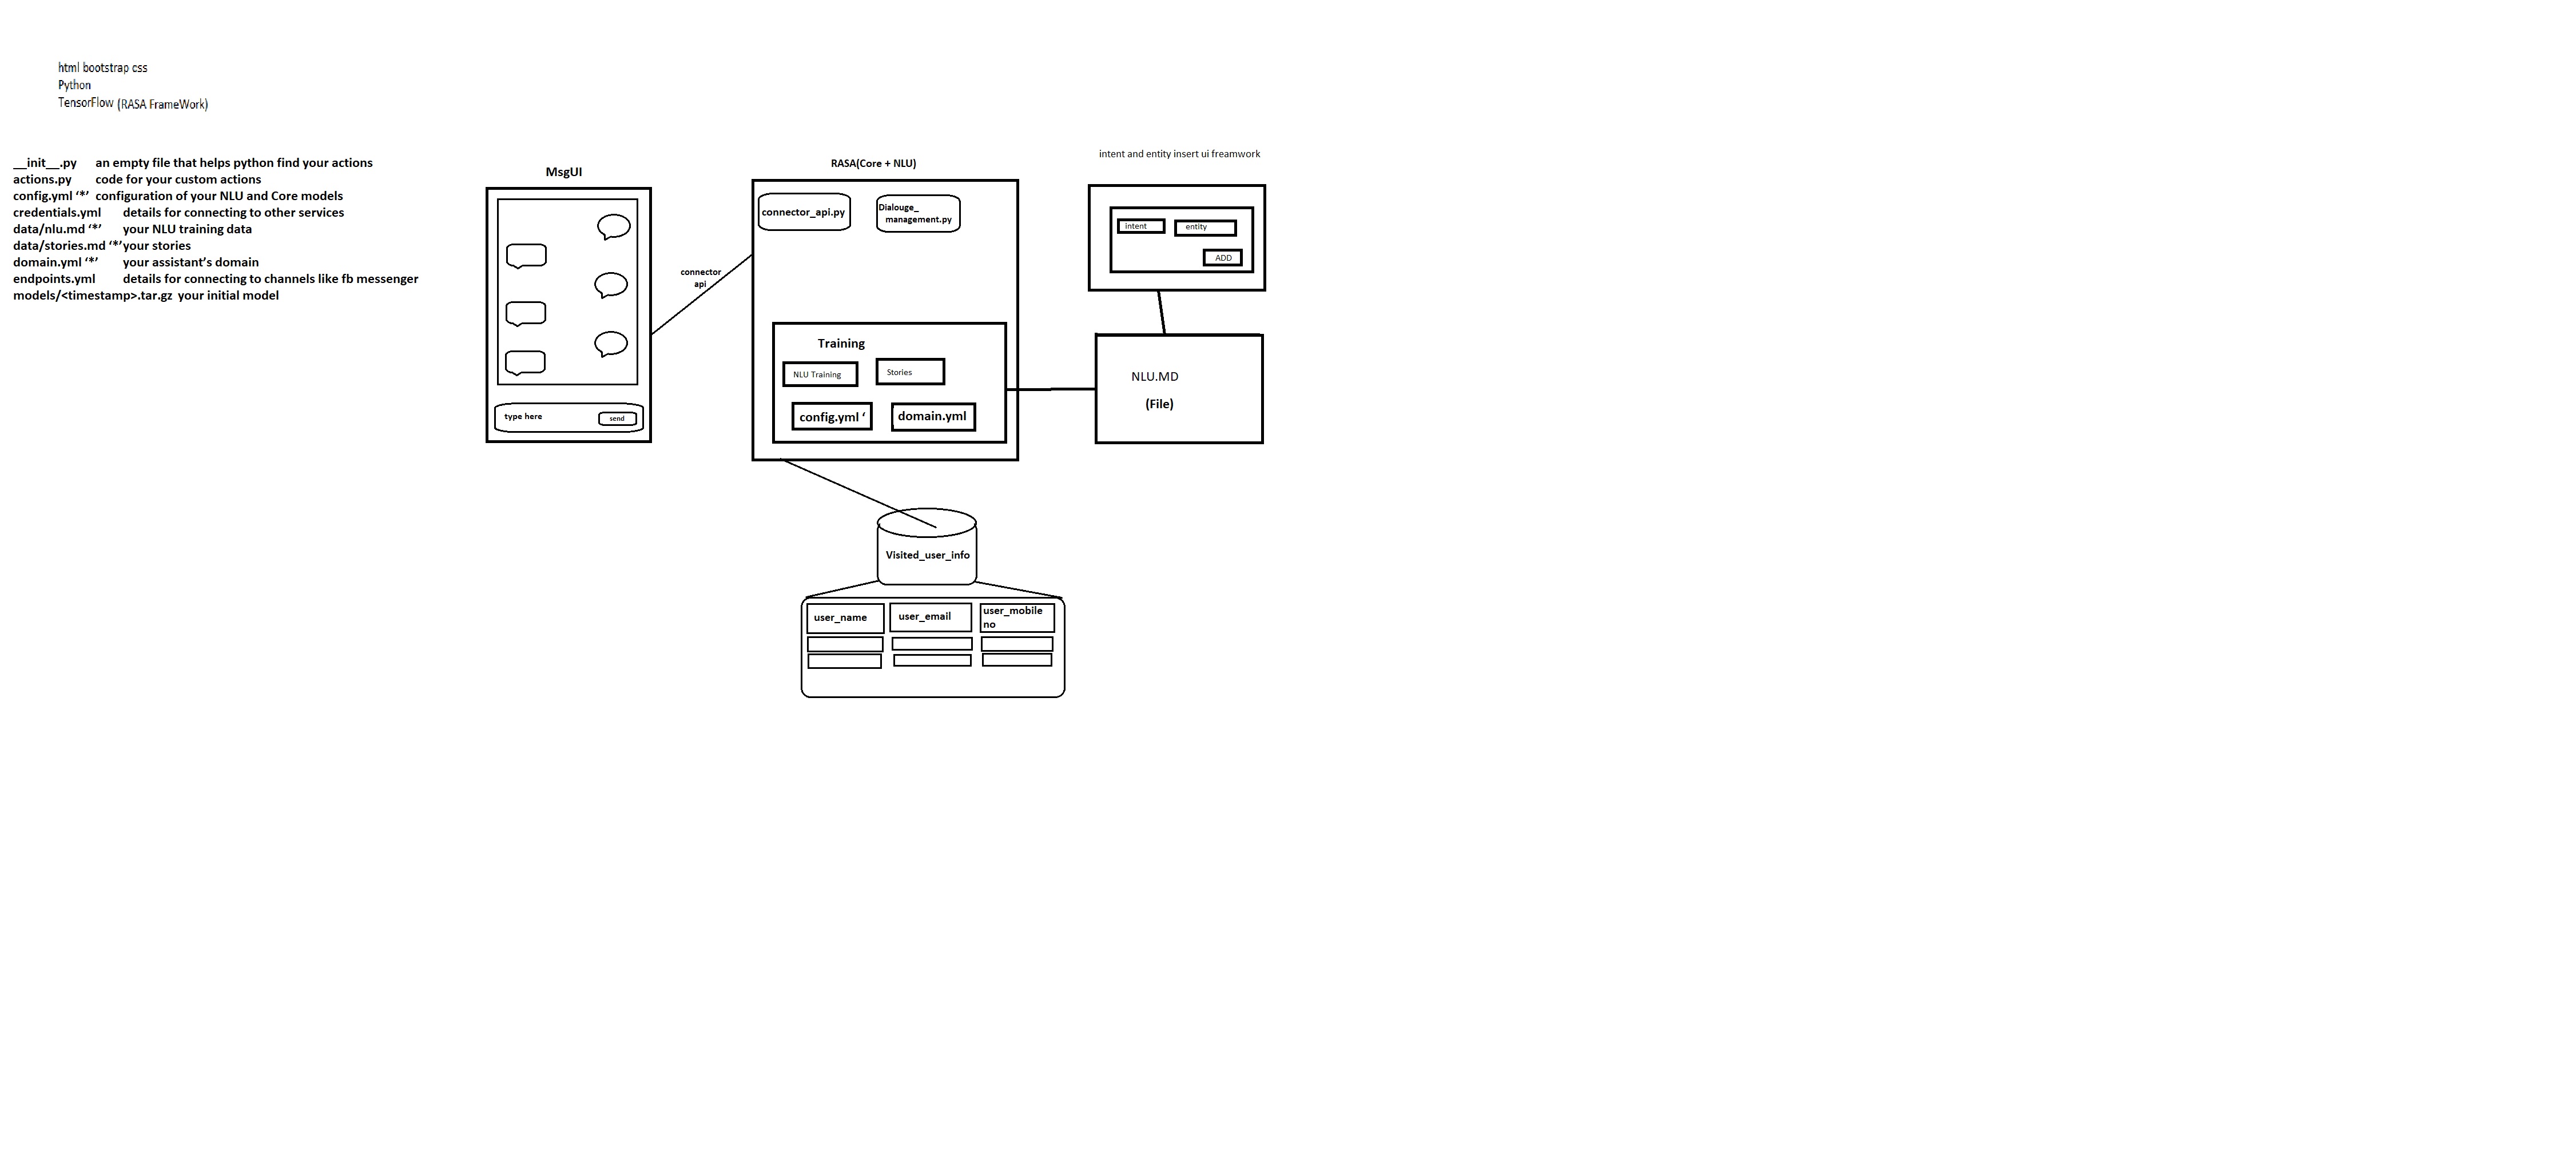 html bootstrap css
Python
TensorFlow (RASA FrameWork)
__init__.py an empty file that helps python find your actions
actions.py code for your custom actions
config.yml ‘*’ configuration of your NLU and Core models
credentials.yml details for connecting to other services
data/nlu.md ‘*’ your NLU training data
data/stories.md ‘*’ your stories
domain.yml ‘*’ your assistant’s domain
endpoints.yml details for connecting to channels like fb messenger
models/<timestamp>.tar.gz your initial model
MsgUI
type here
send
connector
api
RASA(Core + NLU)
connector_api.py
Dialouge_
management.py
Training
NLU Training
Stories
config.yml ‘
domain.yml
intent and entity insert ui freamwork
intent
entity
ADD
NLU.MD
(File)
Visited_user_info
user_name
user_email
user_mobile
no